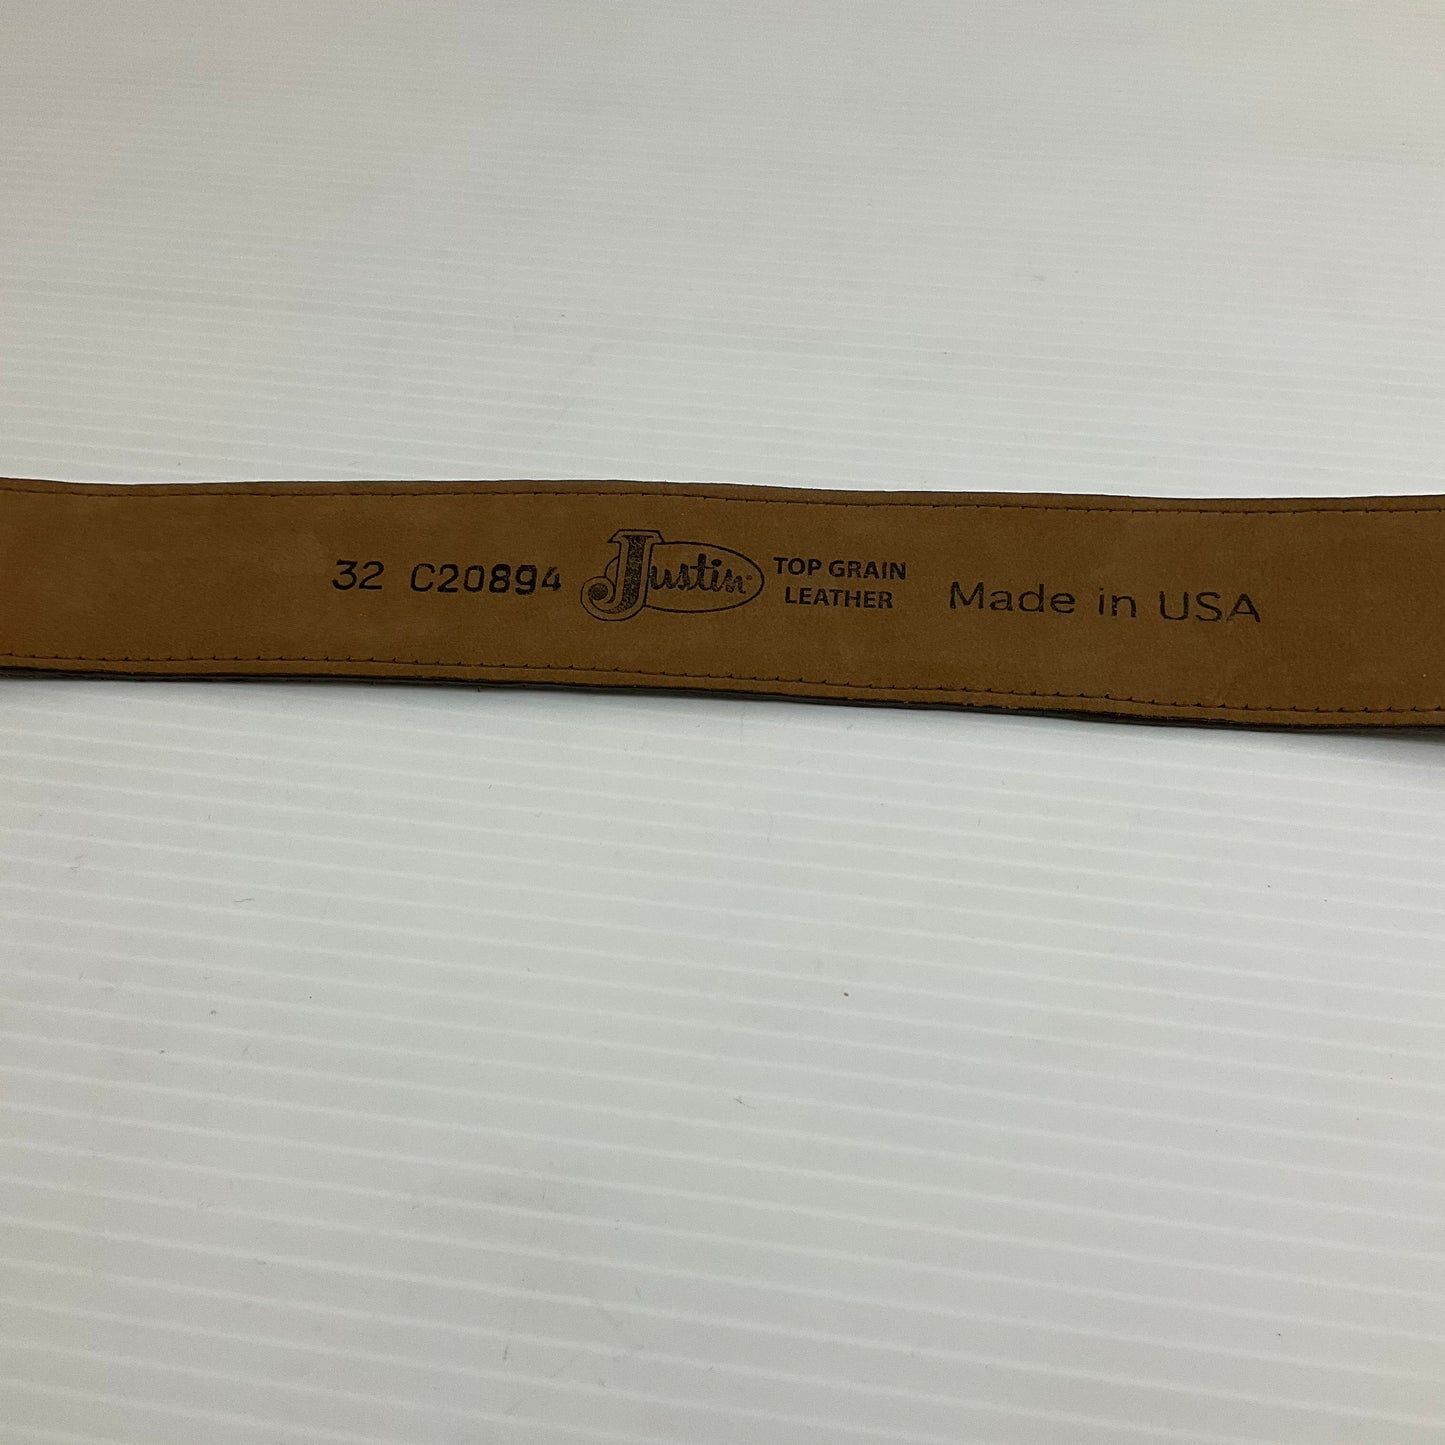 32 C20894 Justin TOP GRAIN LEATHER Made in USA